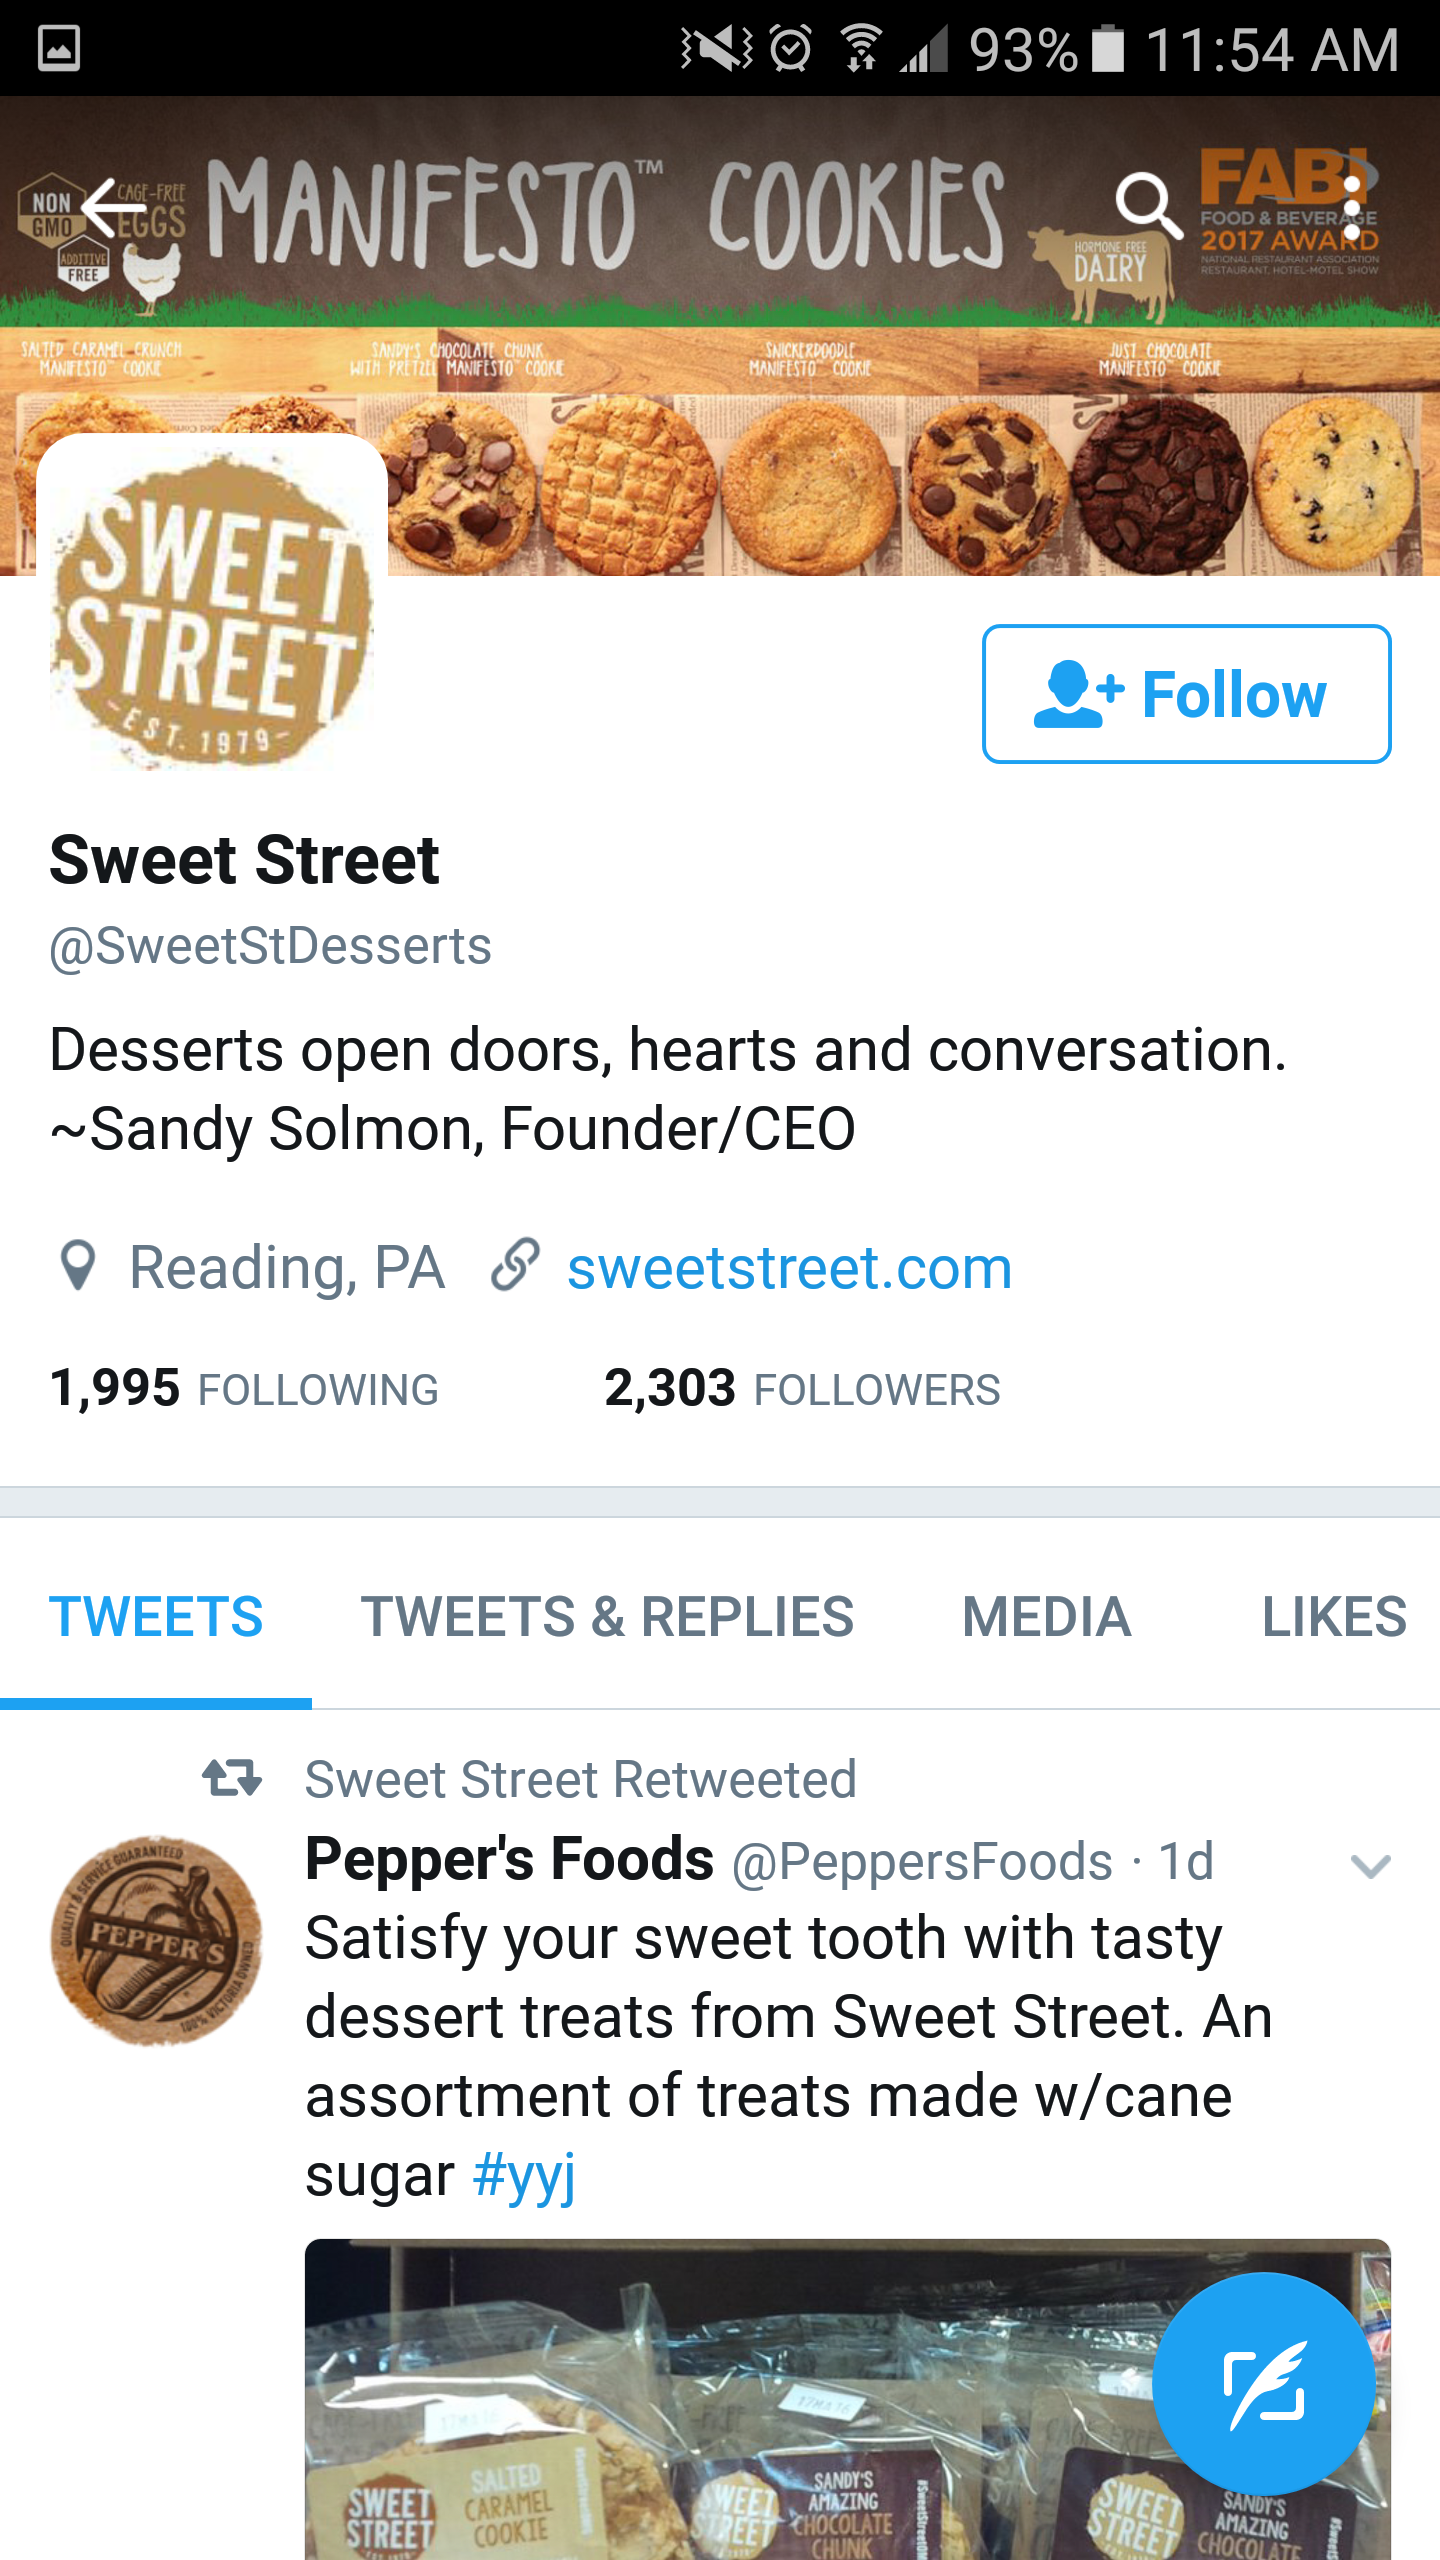 93% 11:54 AM
NON
GMO
CAGE-FREE
EGGS
ADDITIVE
FREE
MANIFESTO™ COOKIES
HORMONE FREE
DAIRY
FABI
FOOD & BEVERAGE
2017 AWARD
NATIONAL RESTAURANT ASSOCIATION
RESTAURANT, HOTEL-MOTEL SHOW
SALTED CARAMEL CRUNCH
MANIFESTO™ COOKIE
SANDY'S CHOCOLATE CHUNK
WITH PRETZEL MANIFESTO™ COOKIE
SNICKERDOODLE
MANIFESTO™ COOKIE
JUST CHOCOLATE
MANIFESTO™ COOKIE
SWEET
STREET
-EST. 1979-
Follow
Sweet Street
@SweetStDesserts
Desserts open doors, hearts and conversation.
~Sandy Solmon, Founder/CEO
Reading, PA sweetstreet.com
1,995 FOLLOWING 2,303 FOLLOWERS
TWEETS TWEETS & REPLIES MEDIA LIKES
Sweet Street Retweeted
Pepper's Foods @PeppersFoods · 1d
QUALITY & SERVICE GUARANTEED
PEPPER'S
100% VICTORIA OWNED
Satisfy your sweet tooth with tasty
dessert treats from Sweet Street. An
assortment of treats made w/cane
sugar #yyj
SWEET
STREET
SALTED
CARAMEL
COOKIE
SWEET
STREET
SANDY'S
AMAZING
CHOCOLATE
CHUNK
SWEET
STREET
SANDY'S
AMAZING
CHOCOLATE